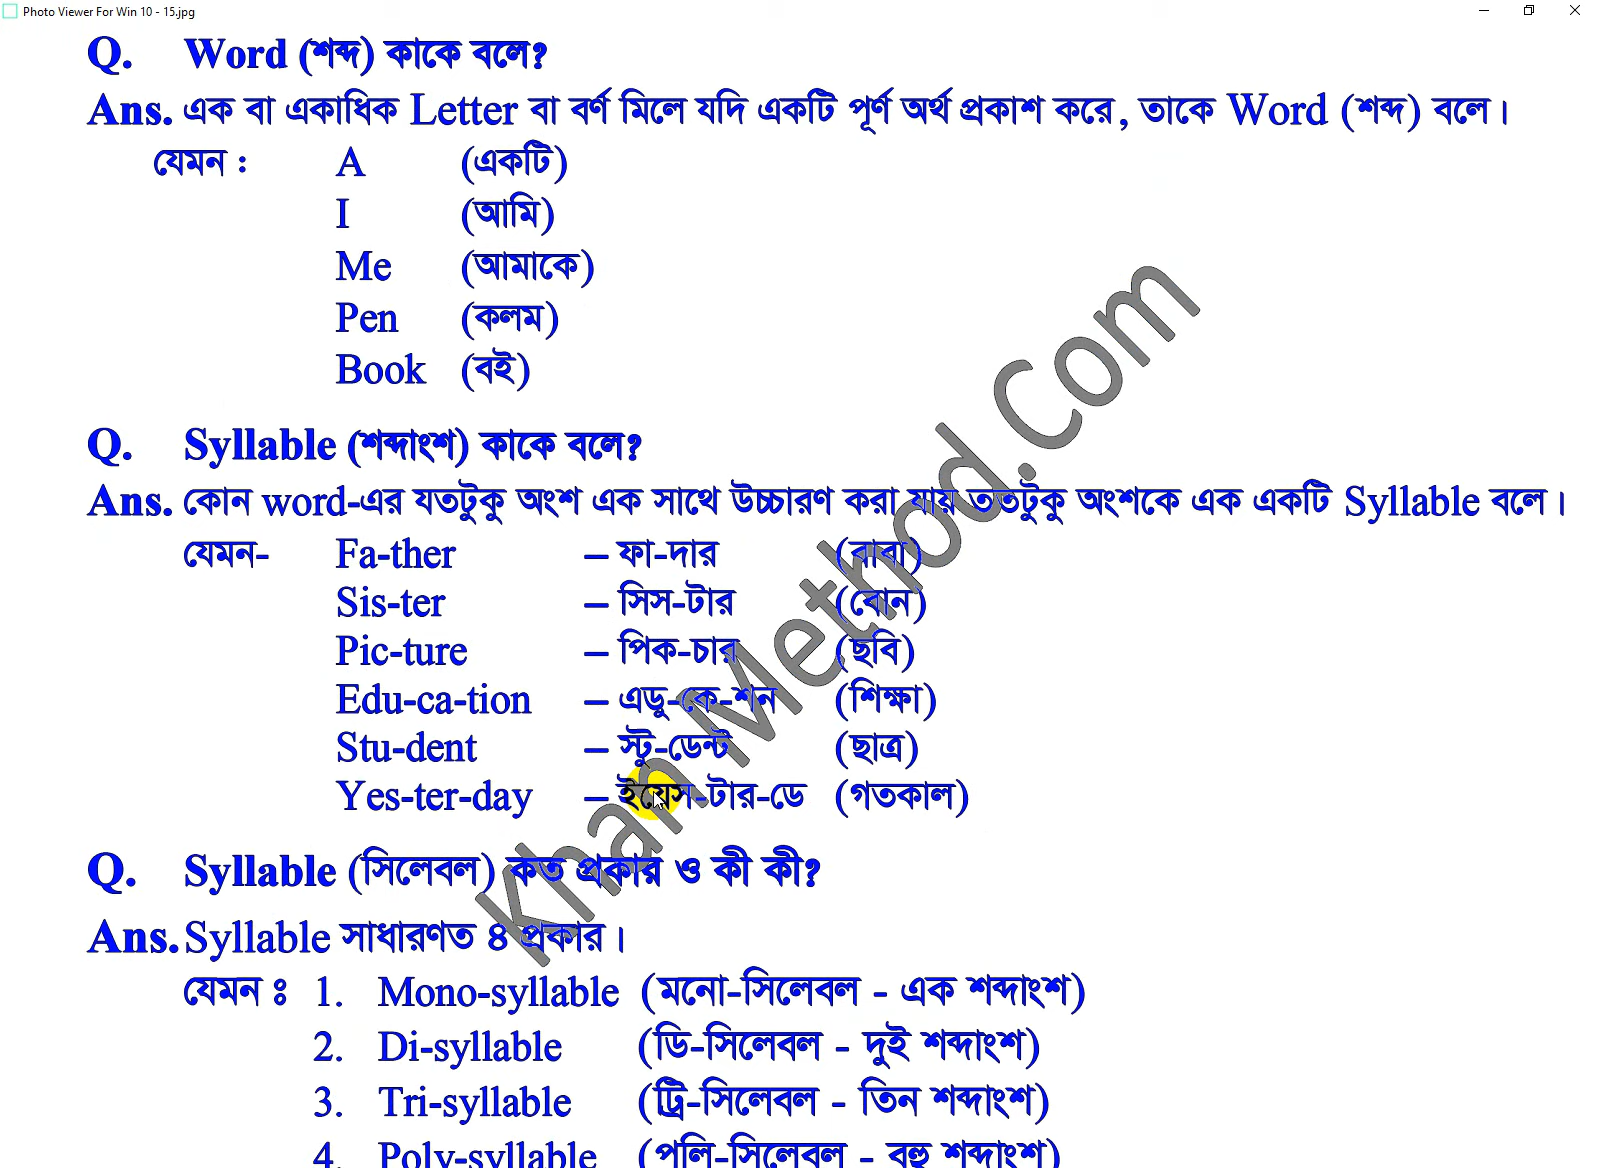 Photo Viewer For Win 10 - 15.jpg
Q. Word (শব্দ) কাকে বলে?
Ans. এক বা একাধিক Letter বা বর্ণ মিলে যদি একটি পূর্ণ অর্থ প্রকাশ করে, তাকে Word (শব্দ) বলে।
যেমন : A (একটি)
I (আমি)
Me (আমাকে)
Pen (কলম)
Book (বই)
Q. Syllable (শব্দাংশ) কাকে বলে?
Ans. কোন word-এর যতটুকু অংশ এক সাথে উচ্চারণ করা যায় ততটুকু অংশকে এক একটি Syllable বলে।
যেমন- Fa-ther – ফা-দার (বাবা)
Sis-ter – সিস-টার (বোন)
Pic-ture – পিক-চার (ছবি)
Edu-ca-tion – এডু-কে-শন (শিক্ষা)
Stu-dent – স্টু-ডেন্ট (ছাত্র)
Yes-ter-day – ইয়েস-টার-ডে (গতকাল)
Q. Syllable (সিলেবল) কত প্রকার ও কী কী?
Ans. Syllable সাধারণত ৪ প্রকার।
যেমন ঃ 1. Mono-syllable (মনো-সিলেবল - এক শব্দাংশ)
2. Di-syllable (ডি-সিলেবল - দুই শব্দাংশ)
3. Tri-syllable (ট্রি-সিলেবল - তিন শব্দাংশ)
4. Poly-syllable (পলি-সিলেবল - বহু শব্দাংশ)
Khan Method.Com